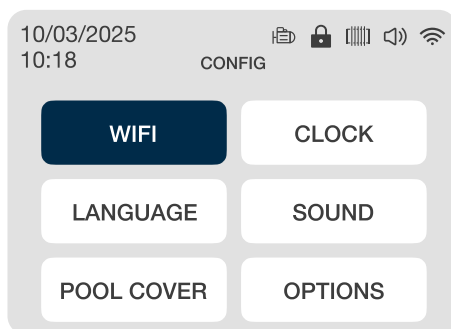 10/03/2025
10:18
CONFIG
WIFI
CLOCK
LANGUAGE
SOUND
POOL COVER
OPTIONS